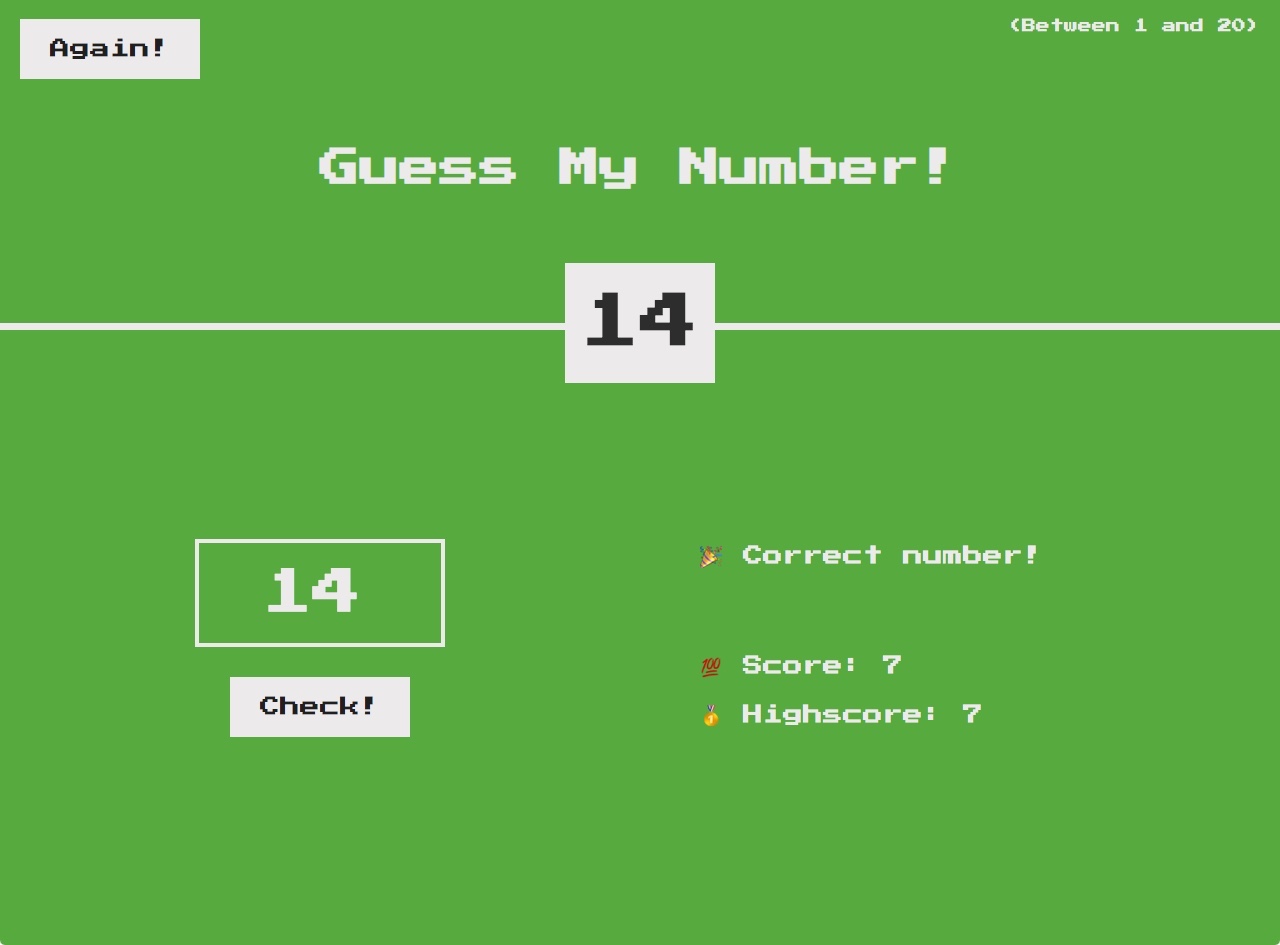 Again!
(Between 1 and 20)
Guess My Number!
14
14
Check!
🎉 Correct number!
💯 Score: 7
🥇 Highscore: 7